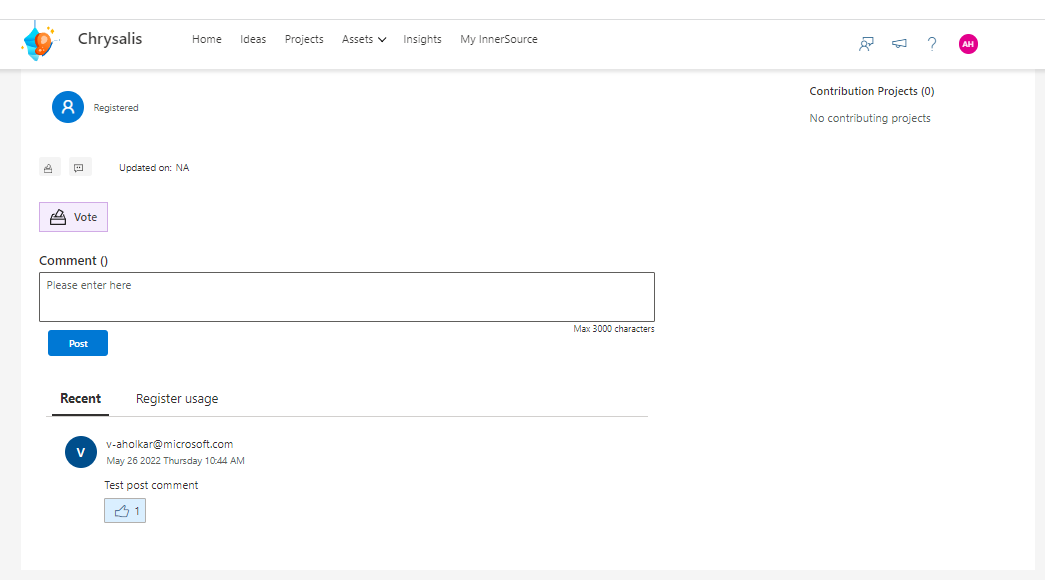 Chrysalis
Home Ideas Projects Assets Insights My InnerSource
? AH
Registered
Contribution Projects (0)
No contributing projects
Updated on: NA
Vote
Comment ()
Please enter here
Max 3000 characters
Post
Recent Register usage
V
v-aholkar@microsoft.com
May 26 2022 Thursday 10:44 AM
Test post comment
1